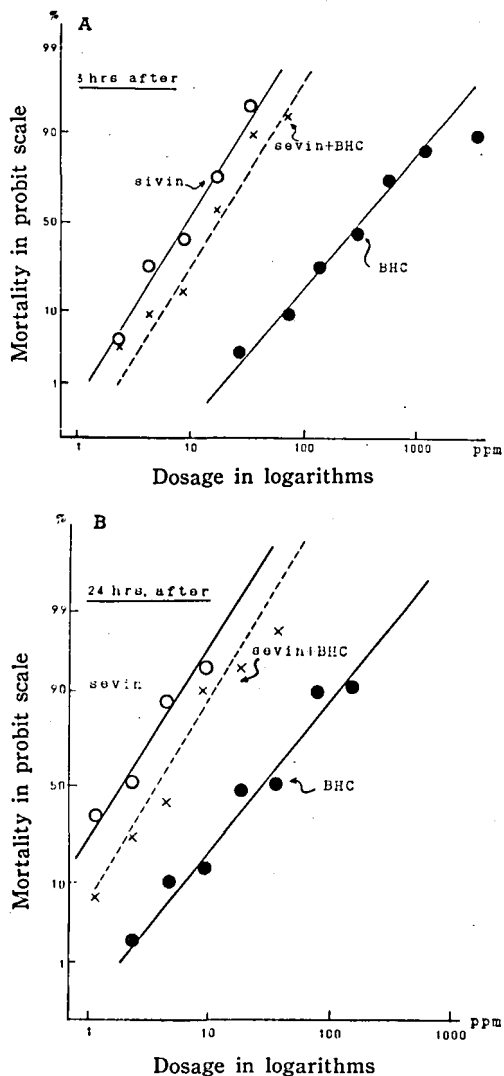 %
A
99
3 hrs after
90
sevin+BHC
sivin
50
BHC
10
1
Mortality in probit scale
1
10
100
1000
ppm
Dosage in logarithms
%
B
24 hrs, after
99
sevin+BHC
sevin
90
50
BHC
10
1
Mortality in probit scale
ppm
1
10
100
1000
Dosage in logarithms